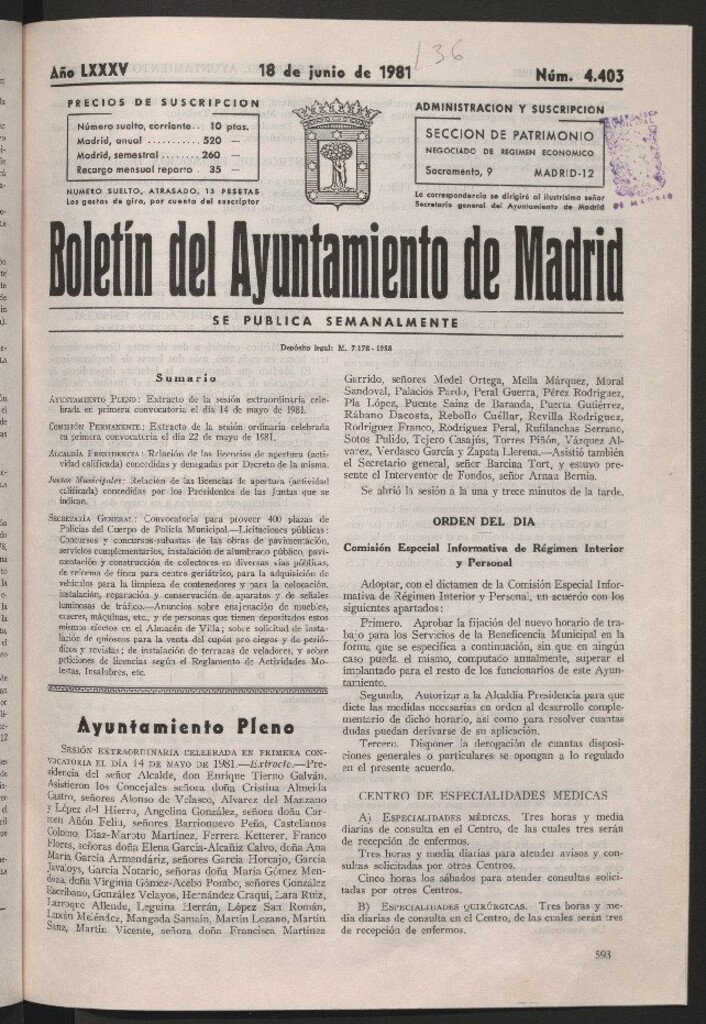 136
Año LXXXV 18 de junio de 1981 Núm. 4.403
PRECIOS DE SUSCRIPCION
Número suelto, corriente.. 10 ptas.
Madrid, anual ........... 520 —
Madrid, semestral ........ 260 —
Recargo mensual reparto . 35 —
NUMERO SUELTO, ATRASADO, 13 PESETAS
Los gastos de giro, por cuenta del suscriptor
ADMINISTRACION Y SUSCRIPCION
SECCION DE PATRIMONIO
NEGOCIADO DE REGIMEN ECONOMICO
Sacramento, 9 MADRID-12
La correspondencia se dirigirá al ilustrísimo señor
Secretario general del Ayuntamiento de Madrid
Boletín del Ayuntamiento de Madrid
SE PUBLICA SEMANALMENTE
Depósito legal: M. 7.178 - 1958
Sumario
AYUNTAMIENTO PLENO: Extracto de la sesión extraordinaria cele-
brada en primera convocatoria el día 14 de mayo de 1981.
COMISIÓN PERMANENTE: Extracto de la sesión ordinaria celebrada
en primera convocatoria el día 22 de mayo de 1981.
ALCALDÍA PRESIDENCIA: Relación de las licencias de apertura (acti-
vidad calificada) concedidas y denegadas por Decreto de la misma.
Juntas Municipales: Relación de las licencias de apertura (actividad
calificada) concedidas por los Presidentes de las Juntas que se
indican.
SECRETARÍA GENERAL: Convocatoria para proveer 400 plazas de
Policías del Cuerpo de Policía Municipal.—Licitaciones públicas:
Concursos y concursos-subastas de las obras de pavimentación,
servicios complementarios, instalación de alumbrado público, pavi-
mentación y construcción de colectores en diversas vías públicas,
de reforma de finca para centro geriátrico, para la adquisición de
vehículos para la limpieza de contenedores y para la colocación,
instalación, reparación y conservación de aparatos y de señales
luminosas de tráfico.—Anuncios sobre enajenación de muebles,
enseres, máquinas, etc., y de personas que tienen depositados estos
mismos efectos en el Almacén de Villa; sobre solicitud de insta-
lación de quioscos para la venta del cupón pro ciegos y de perió-
dicos y revistas; de instalación de terrazas de veladores, y sobre
peticiones de licencias según el Reglamento de Actividades Mo-
lestas, Insalubres, etc.
Ayuntamiento Pleno
SESIÓN EXTRAORDINARIA CELEBRADA EN PRIMERA CON-
VOCATORIA EL DÍA 14 DE MAYO DE 1981.—Extracto.—Pre-
sidencia del señor Alcalde, don Enrique Tierno Galván.
Asistieron los Concejales señora doña Cristina Almeida
Castro, señores Alonso de Velasco, Alvarez del Manzano
y López del Hierro, Angelina González, señora doña Car-
men Añón Feliú, señores Barrionuevo Peña, Castellanos
Colomo, Díaz-Maroto Martínez, Ferrera Ketterer, Franco
Flores, señoras doña Elena García-Alcañiz Calvo, doña Ana
María García Armendáriz, señores García Horcajo, García
Javaloys, García Notario, señoras doña María Gómez Men-
doza, doña Virginia Gómez-Acebo Pombo, señores González
Escribano, González Velayos, Hernández Craqui, Lara Ruiz,
Larroque Allende, Leguina Herrán, López San Román,
Luxán Meléndez, Mangada Samaín, Martín Lozano, Martín
Sanz, Martín Vicente, señora doña Francisca Martínez
Garrido, señores Medel Ortega, Mella Márquez, Moral
Sandoval, Palacios Pardo, Peral Guerra, Pérez Rodríguez,
Pla López, Puente Sainz de Baranda, Puerta Gutiérrez,
Rábano Dacosta, Rebollo Cuéllar, Revilla Rodríguez,
Rodríguez Franco, Rodríguez Peral, Rufilanchas Serrano,
Sotos Pulido, Tejero Casajús, Torres Piñón, Vázquez Al-
varez, Verdasco García y Zapata Llerena.—Asistió también
el Secretario general, señor Barcina Tort, y estuvo pre-
sente el Interventor de Fondos, señor Arnau Bernia.
Se abrió la sesión a la una y trece minutos de la tarde.
ORDEN DEL DIA
Comisión Especial Informativa de Régimen Interior
y Personal
Adoptar, con el dictamen de la Comisión Especial Infor-
mativa de Régimen Interior y Personal, un acuerdo con los
siguientes apartados:
Primero. Aprobar la fijación del nuevo horario de tra-
bajo para los Servicios de la Beneficencia Municipal en la
forma que se especifica a continuación, sin que en ningún
caso pueda el mismo, computado anualmente, superar el
implantado para el resto de los funcionarios de este Ayun-
tamiento.
Segundo. Autorizar a la Alcaldía Presidencia para que
dicte las medidas necesarias en orden al desarrollo comple-
mentario de dicho horario, así como para resolver cuantas
dudas puedan derivarse de su aplicación.
Tercero. Disponer la derogación de cuantas disposi-
ciones generales o particulares se opongan a lo regulado
en el presente acuerdo.
CENTRO DE ESPECIALIDADES MEDICAS
A) ESPECIALIDADES MÉDICAS. Tres horas y media
diarias de consulta en el Centro, de las cuales tres serán
de recepción de enfermos.
Tres horas y media diarias para atender avisos y con-
sultas solicitadas por otros Centros.
Cinco horas los sábados para atender consultas solici-
tadas por otros Centros.
B) ESPECIALIDADES QUIRÚRGICAS. Tres horas y me-
dia diarias de consulta en el Centro, de las cuales serán tres
de recepción de enfermos.
593